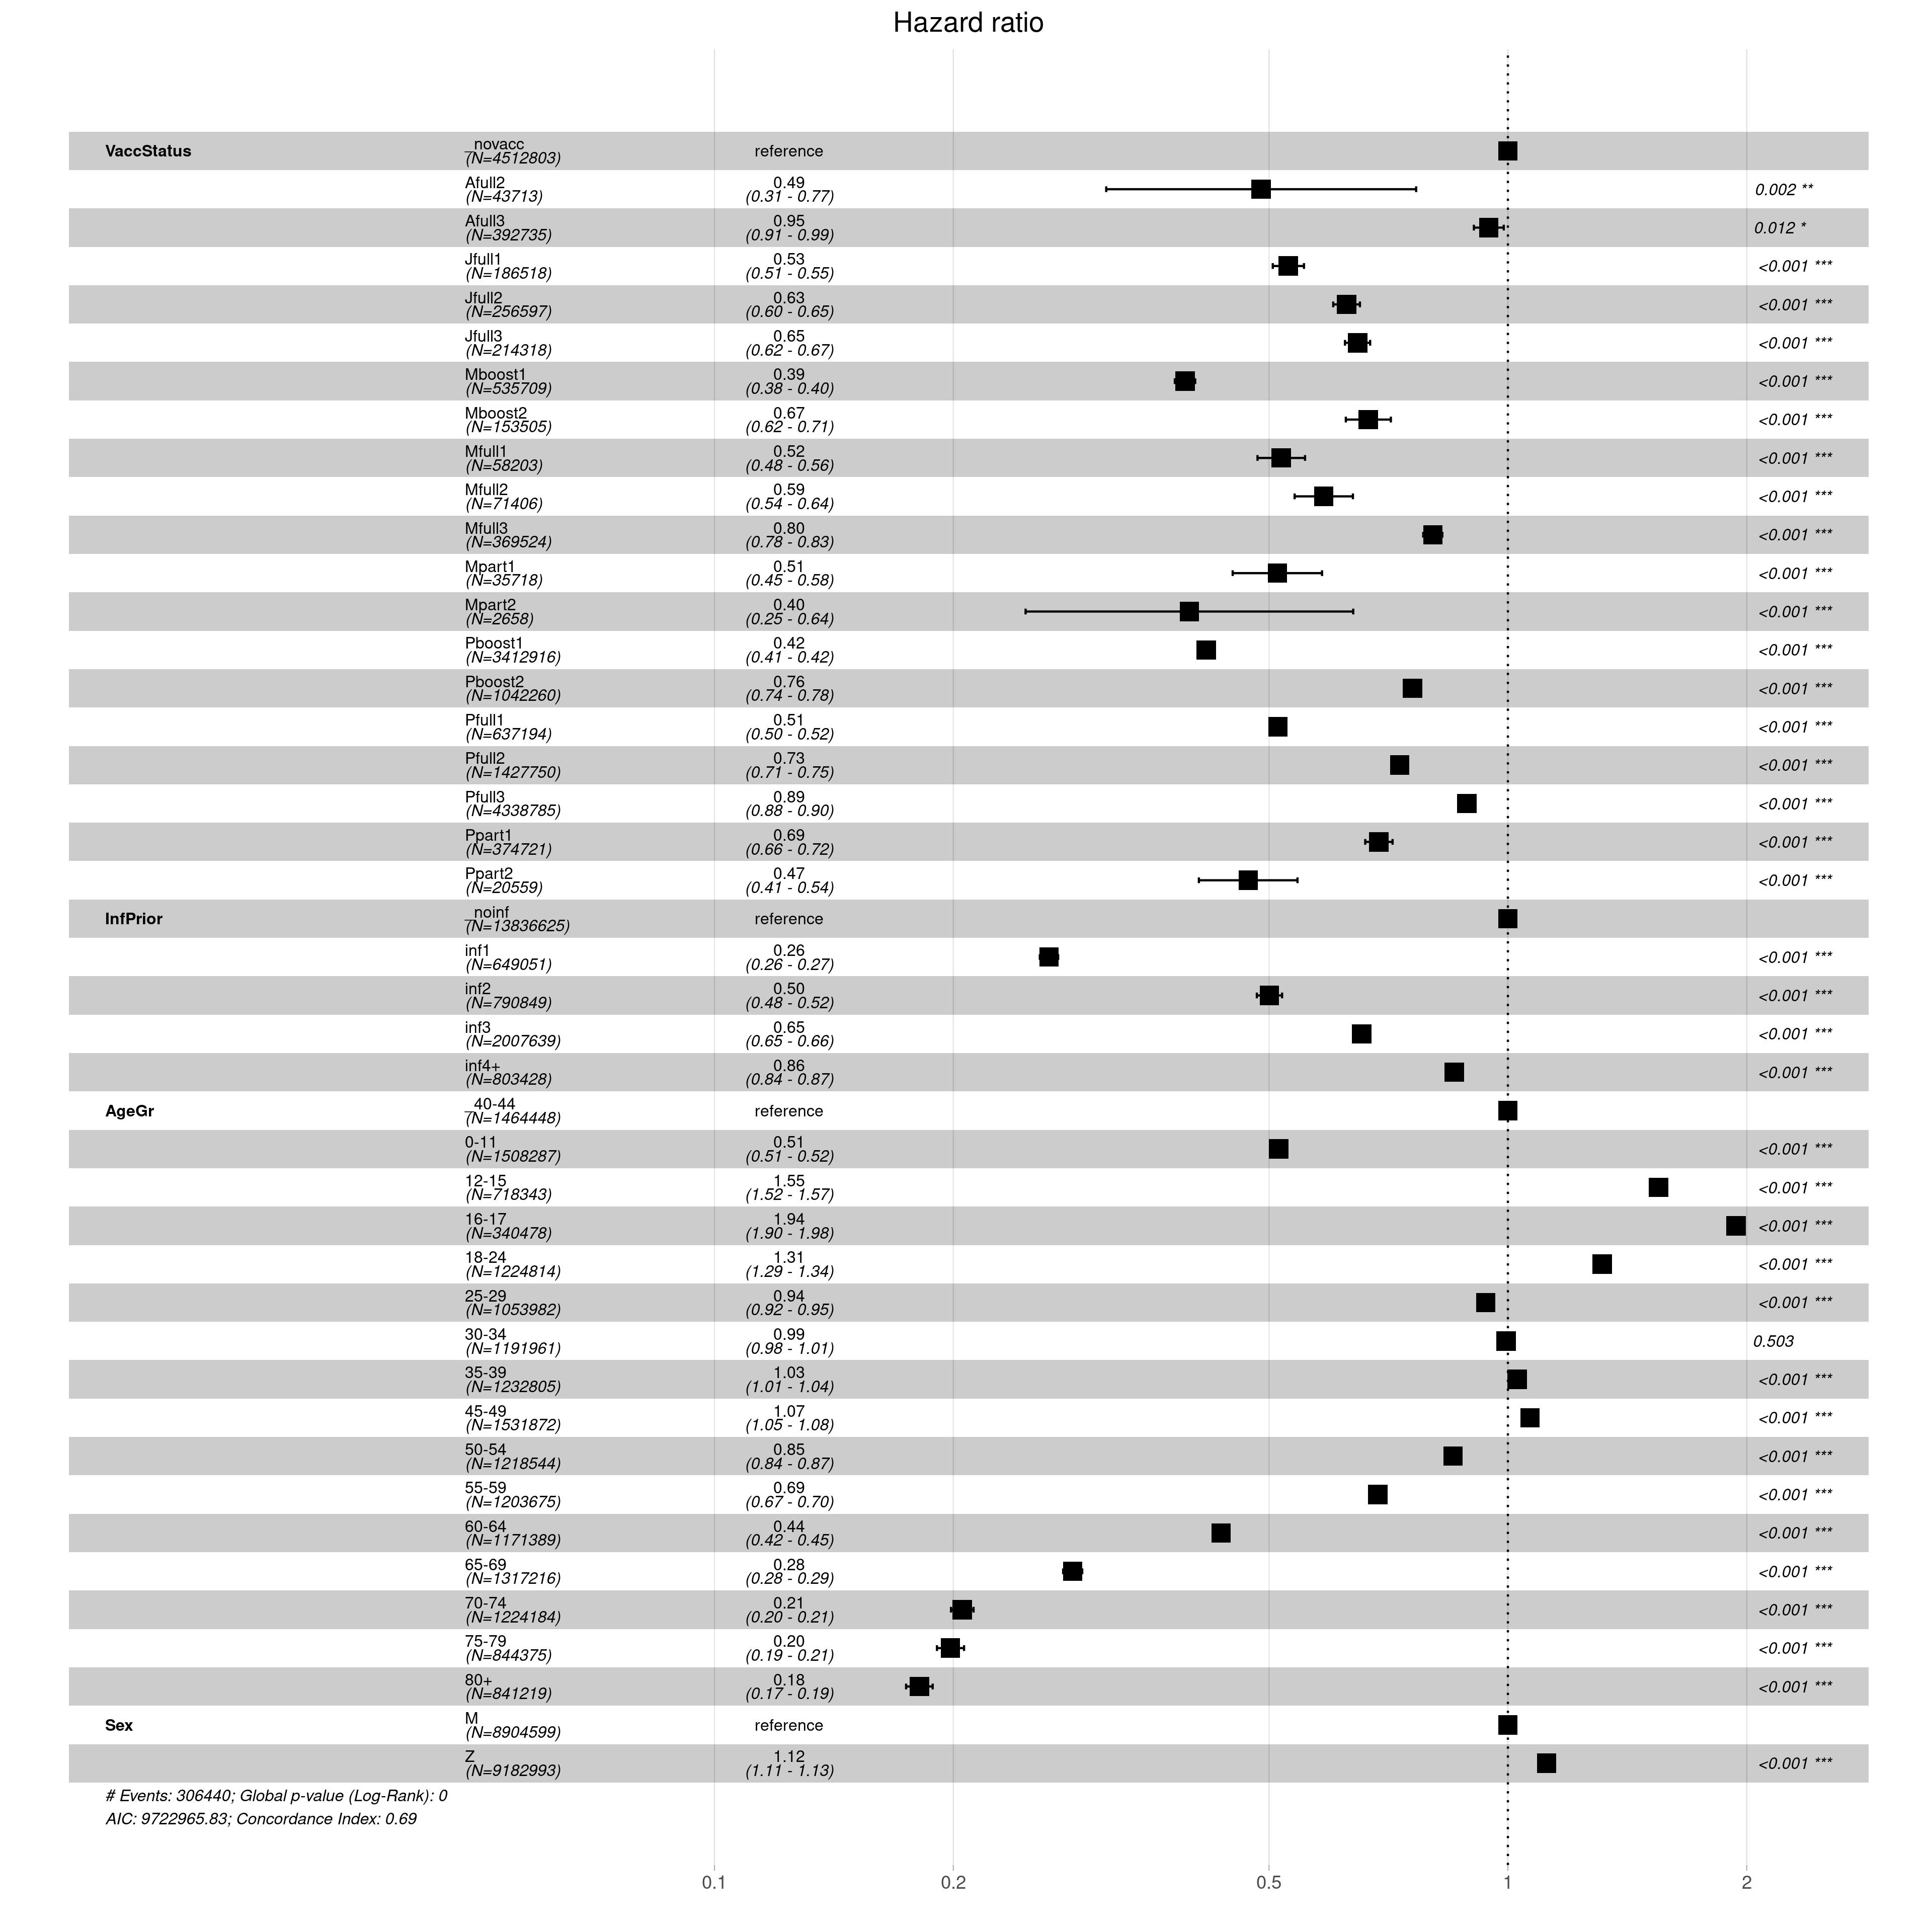 Hazard ratio
VaccStatus _novacc reference
(N=4512803)
Afull2 0.49
(N=43713) (0.31 - 0.77) 0.002 **
Afull3 0.95
(N=392735) (0.91 - 0.99) 0.012 *
Jfull1 0.53
(N=186518) (0.51 - 0.55) <0.001 ***
Jfull2 0.63
(N=256597) (0.60 - 0.65) <0.001 ***
Jfull3 0.65
(N=214318) (0.62 - 0.67) <0.001 ***
Mboost1 0.39
(N=535709) (0.38 - 0.40) <0.001 ***
Mboost2 0.67
(N=153505) (0.62 - 0.71) <0.001 ***
Mfull1 0.52
(N=58203) (0.48 - 0.56) <0.001 ***
Mfull2 0.59
(N=71406) (0.54 - 0.64) <0.001 ***
Mfull3 0.80
(N=369524) (0.78 - 0.83) <0.001 ***
Mpart1 0.51
(N=35718) (0.45 - 0.58) <0.001 ***
Mpart2 0.40
(N=2658) (0.25 - 0.64) <0.001 ***
Pboost1 0.42
(N=3412916) (0.41 - 0.42) <0.001 ***
Pboost2 0.76
(N=1042260) (0.74 - 0.78) <0.001 ***
Pfull1 0.51
(N=637194) (0.50 - 0.52) <0.001 ***
Pfull2 0.73
(N=1427750) (0.71 - 0.75) <0.001 ***
Pfull3 0.89
(N=4338785) (0.88 - 0.90) <0.001 ***
Ppart1 0.69
(N=374721) (0.66 - 0.72) <0.001 ***
Ppart2 0.47
(N=20559) (0.41 - 0.54) <0.001 ***
InfPrior _noinf reference
(N=13836625)
inf1 0.26
(N=649051) (0.26 - 0.27) <0.001 ***
inf2 0.50
(N=790849) (0.48 - 0.52) <0.001 ***
inf3 0.65
(N=2007639) (0.65 - 0.66) <0.001 ***
inf4+ 0.86
(N=803428) (0.84 - 0.87) <0.001 ***
AgeGr _40-44 reference
(N=1464448)
0-11 0.51
(N=1508287) (0.51 - 0.52) <0.001 ***
12-15 1.55
(N=718343) (1.52 - 1.57) <0.001 ***
16-17 1.94
(N=340478) (1.90 - 1.98) <0.001 ***
18-24 1.31
(N=1224814) (1.29 - 1.34) <0.001 ***
25-29 0.94
(N=1053982) (0.92 - 0.95) <0.001 ***
30-34 0.99
(N=1191961) (0.98 - 1.01) 0.503
35-39 1.03
(N=1232805) (1.01 - 1.04) <0.001 ***
45-49 1.07
(N=1531872) (1.05 - 1.08) <0.001 ***
50-54 0.85
(N=1218544) (0.84 - 0.87) <0.001 ***
55-59 0.69
(N=1203675) (0.67 - 0.70) <0.001 ***
60-64 0.44
(N=1171389) (0.42 - 0.45) <0.001 ***
65-69 0.28
(N=1317216) (0.28 - 0.29) <0.001 ***
70-74 0.21
(N=1224184) (0.20 - 0.21) <0.001 ***
75-79 0.20
(N=844375) (0.19 - 0.21) <0.001 ***
80+ 0.18
(N=841219) (0.17 - 0.19) <0.001 ***
Sex M reference
(N=8904599)
Z 1.12
(N=9182993) (1.11 - 1.13) <0.001 ***
# Events: 306440; Global p-value (Log-Rank): 0
AIC: 9722965.83; Concordance Index: 0.69
0.1 0.2 0.5 1 2